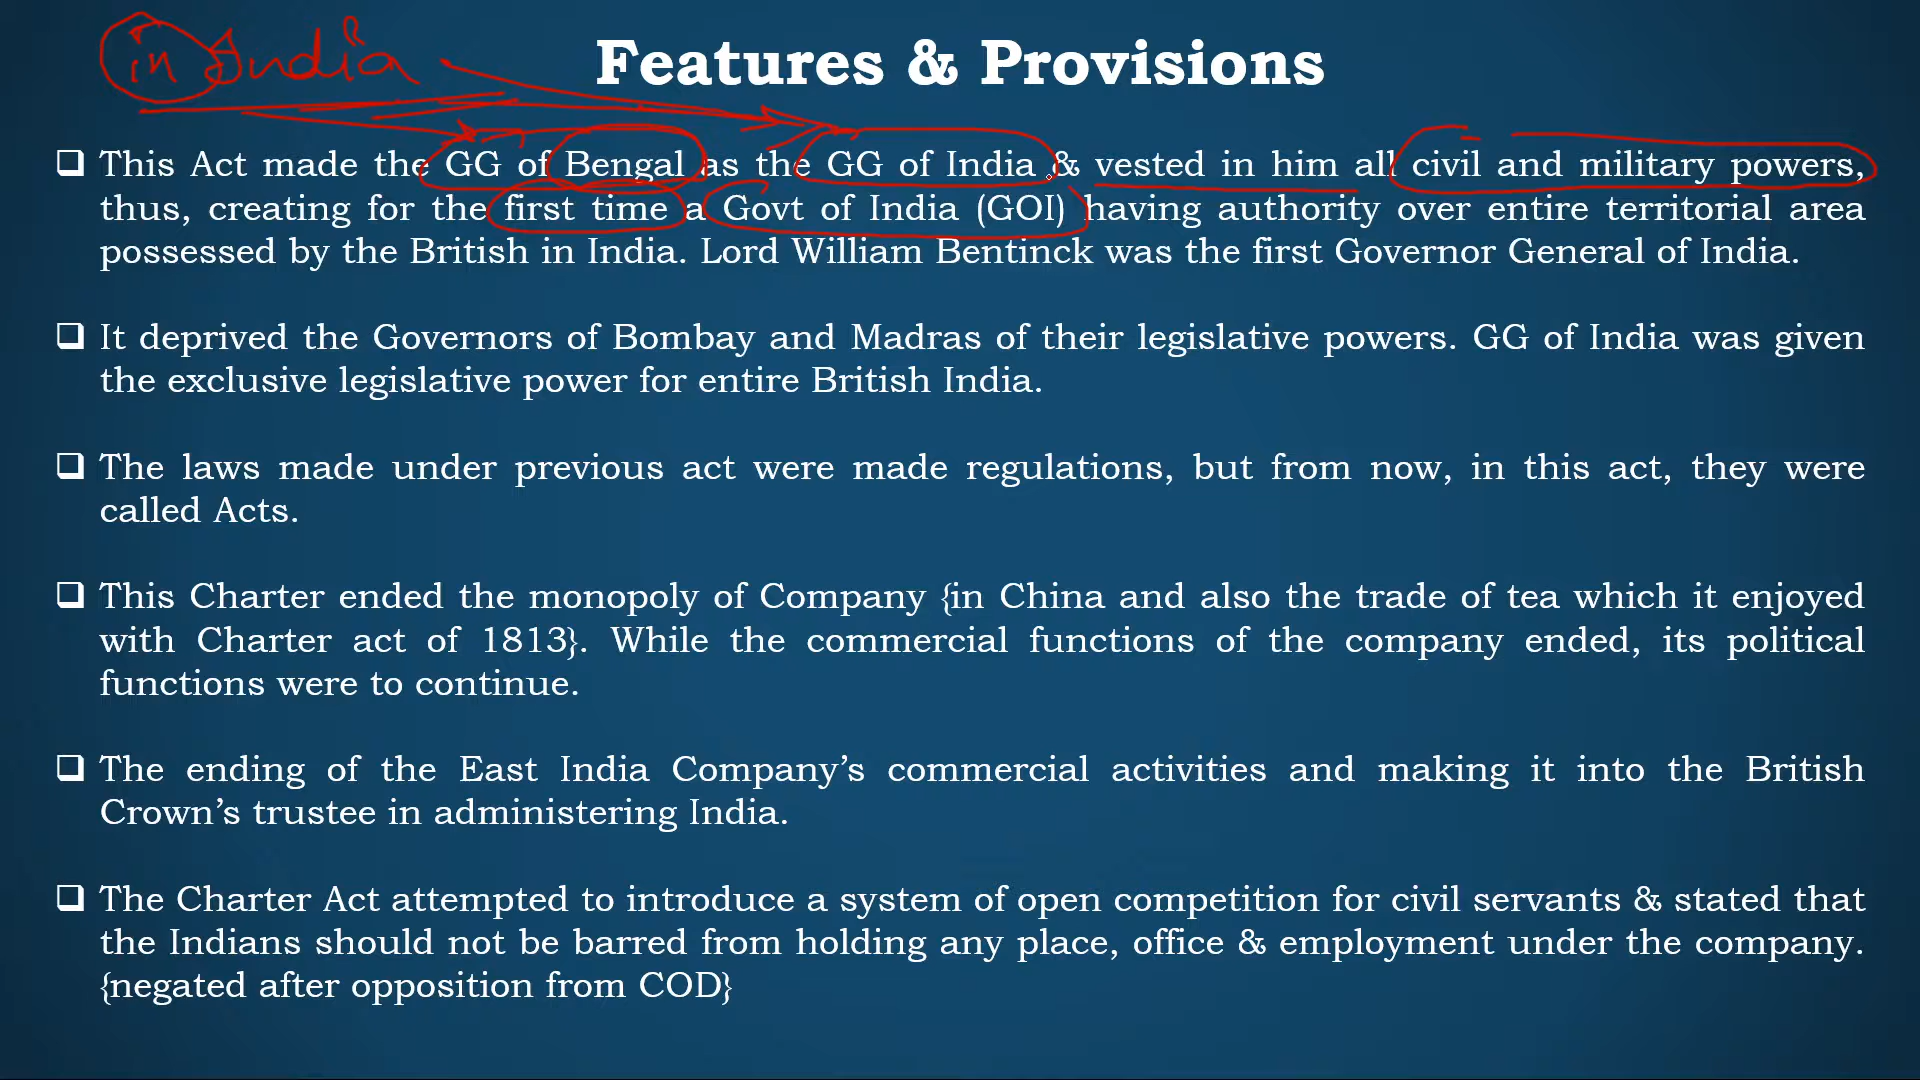 in India
Features & Provisions
❑ This Act made the GG of Bengal as the GG of India & vested in him all civil and military powers,
thus, creating for the first time a Govt of India (GOI) having authority over entire territorial area
possessed by the British in India. Lord William Bentinck was the first Governor General of India.
❑ It deprived the Governors of Bombay and Madras of their legislative powers. GG of India was given
the exclusive legislative power for entire British India.
❑ The laws made under previous act were made regulations, but from now, in this act, they were
called Acts.
❑ This Charter ended the monopoly of Company {in China and also the trade of tea which it enjoyed
with Charter act of 1813}. While the commercial functions of the company ended, its political
functions were to continue.
❑ The ending of the East India Company’s commercial activities and making it into the British
Crown’s trustee in administering India.
❑ The Charter Act attempted to introduce a system of open competition for civil servants & stated that
the Indians should not be barred from holding any place, office & employment under the company.
{negated after opposition from COD}